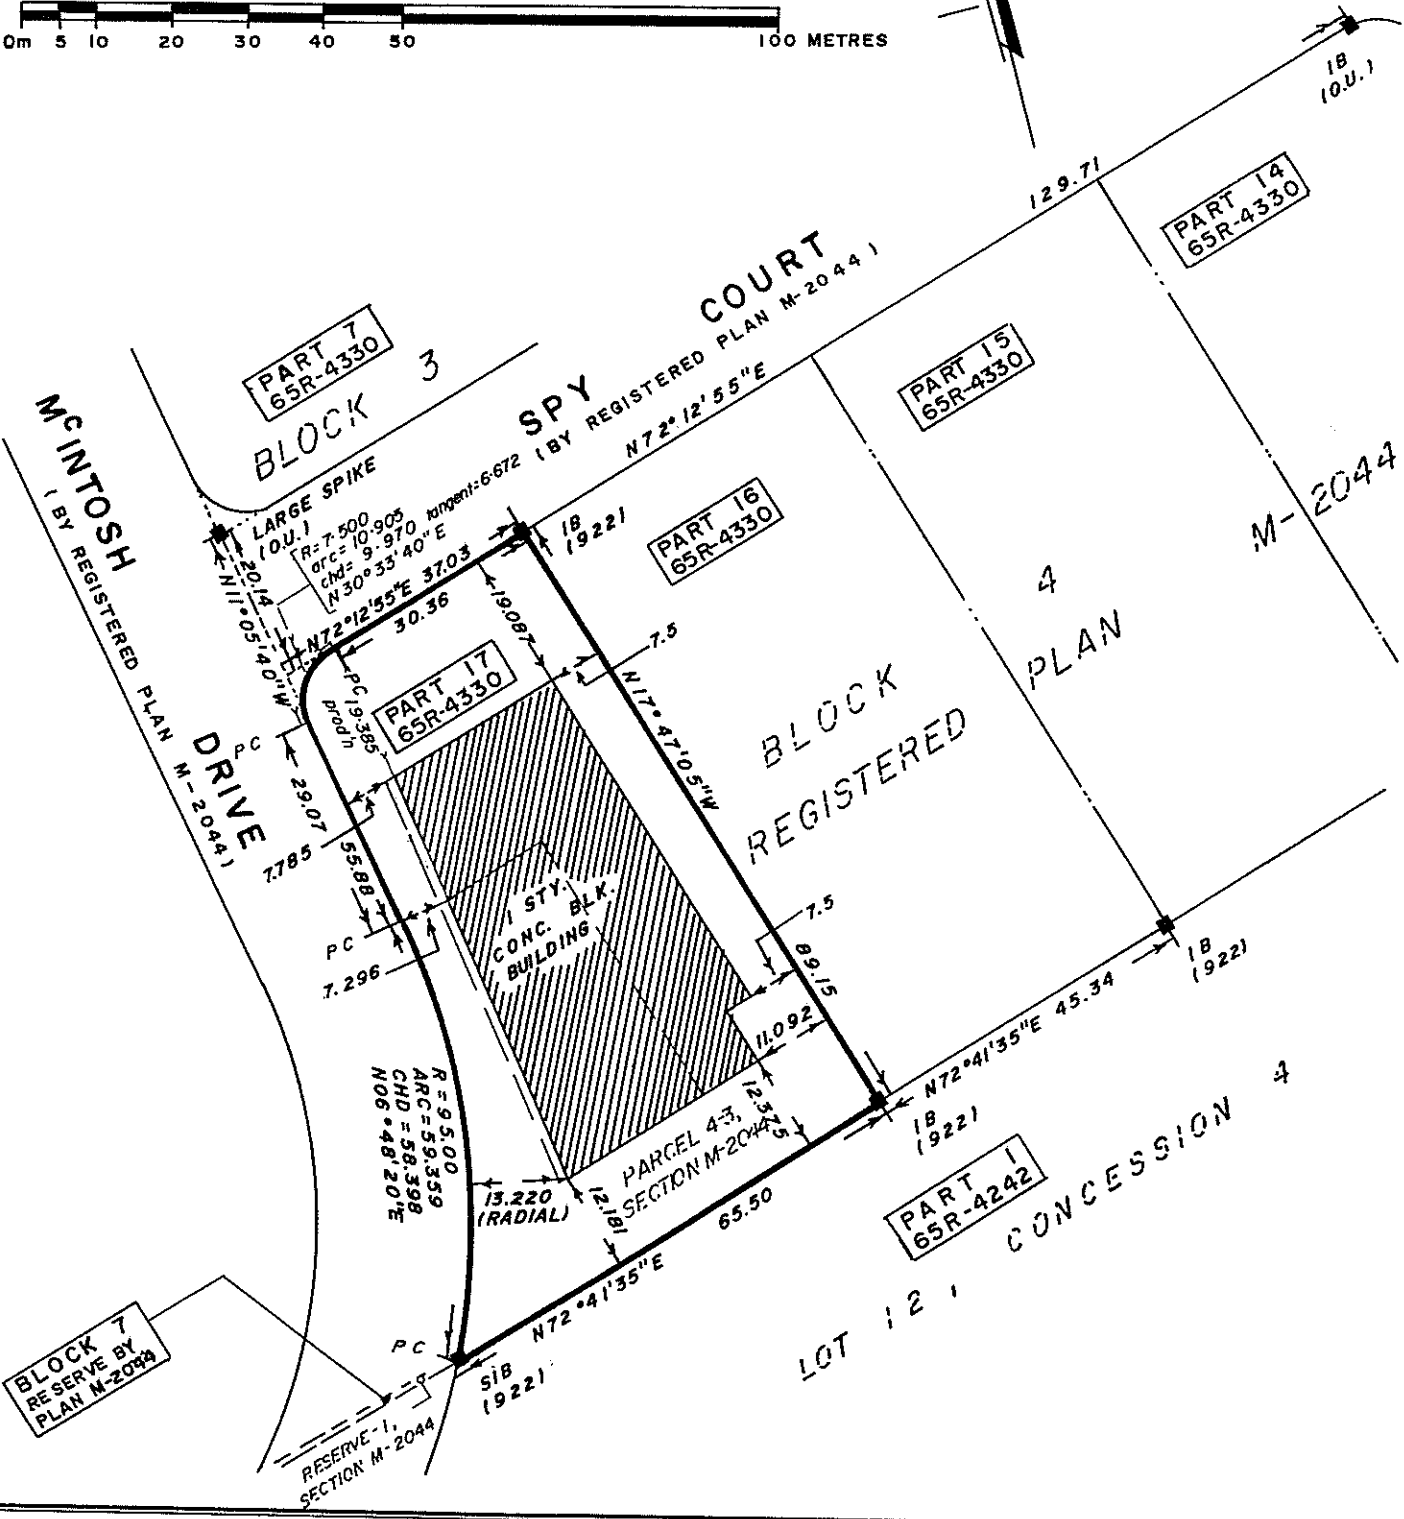 0m 5 10 20 30 40 50 100 METRES
IB
(O.U.)
129.71
PART 14
65R-4330
PART 7
65R-4330
BLOCK 3
SPY COURT
(BY REGISTERED PLAN M-2044)
N72°12'55"E
PART 15
65R-4330
M-2044
MCINTOSH DRIVE
(BY REGISTERED PLAN M-2044)
LARGE SPIKE
(O.U.)
R=7.500
arc=10.905
chd=9.970 tangent=6.672
N30°33'40"E
20.14
N11°05'40"W
N72°12'55"E 37.03
30.36
IB
(922)
PART 16
65R-4330
19.087
7.5
PART 17
65R-4330
PC
19.385
prod'n
N17°47'05"W
4
BLOCK
PLAN
REGISTERED
PC
29.07
7.785
55.88
PC
7.296
1 STY.
CONC. BLK.
BUILDING
7.5
89.15
11.092
IB
(922)
N72°41'35"E 45.34
R=95.00
ARC=59.359
CHD=58.398
N06°48'20"E
13.220
(RADIAL)
12.181
12.375
PARCEL 4-3,
SECTION M-2044
65.50
N72°41'35"E
IB
(922)
PART 1
65R-4242
LOT 12, CONCESSION 4
BLOCK 7
RESERVE BY
PLAN M-2044
PC
SIB
(922)
RESERVE-1,
SECTION M-2044